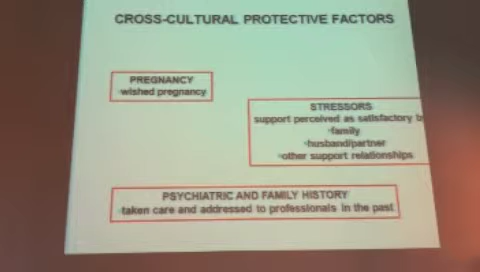 CROSS-CULTURAL PROTECTIVE FACTORS
PREGNANCY
•wished pregnancy
STRESSORS
support perceived as satisfactory
•family
•husband/partner
•other support relationships
PSYCHIATRIC AND FAMILY HISTORY
•taken care and addressed to professionals in the past